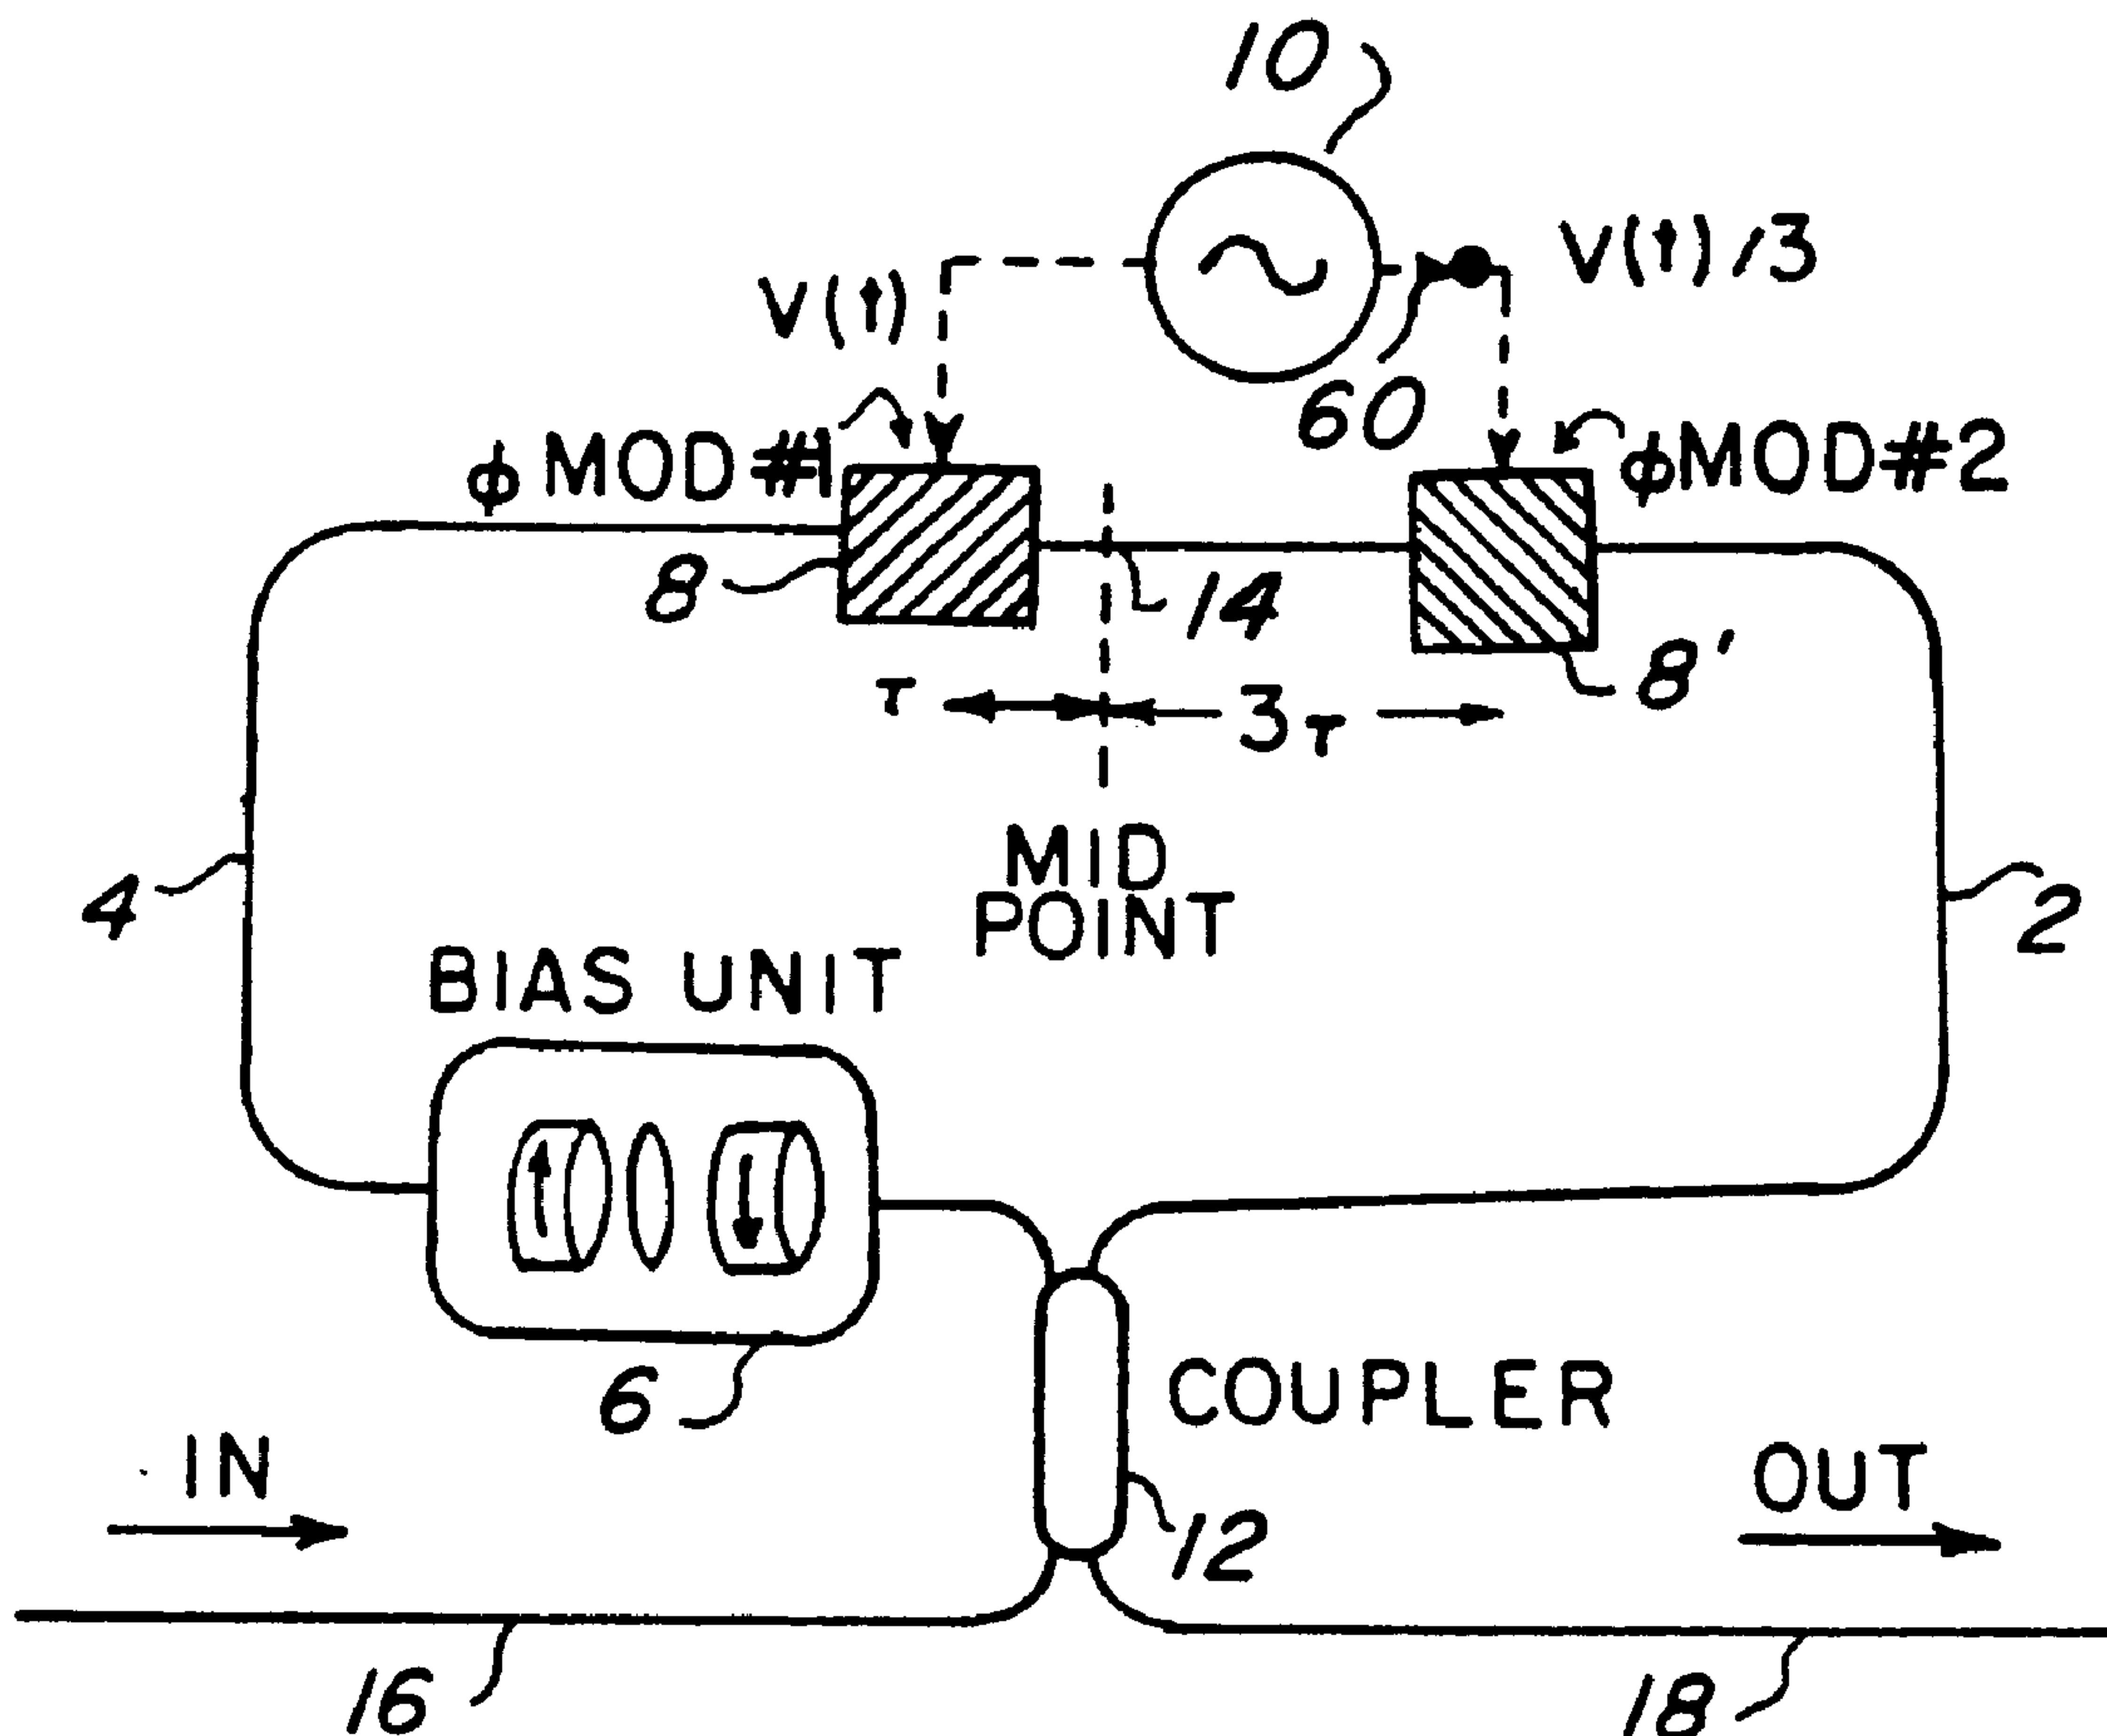 10
V(t)
V(t)/3
60
φ MOD #1
φMOD#2
8
14
8'
τ
3τ
MID
POINT
4
2
BIAS UNIT
6
COUPLER
IN
OUT
12
16
18